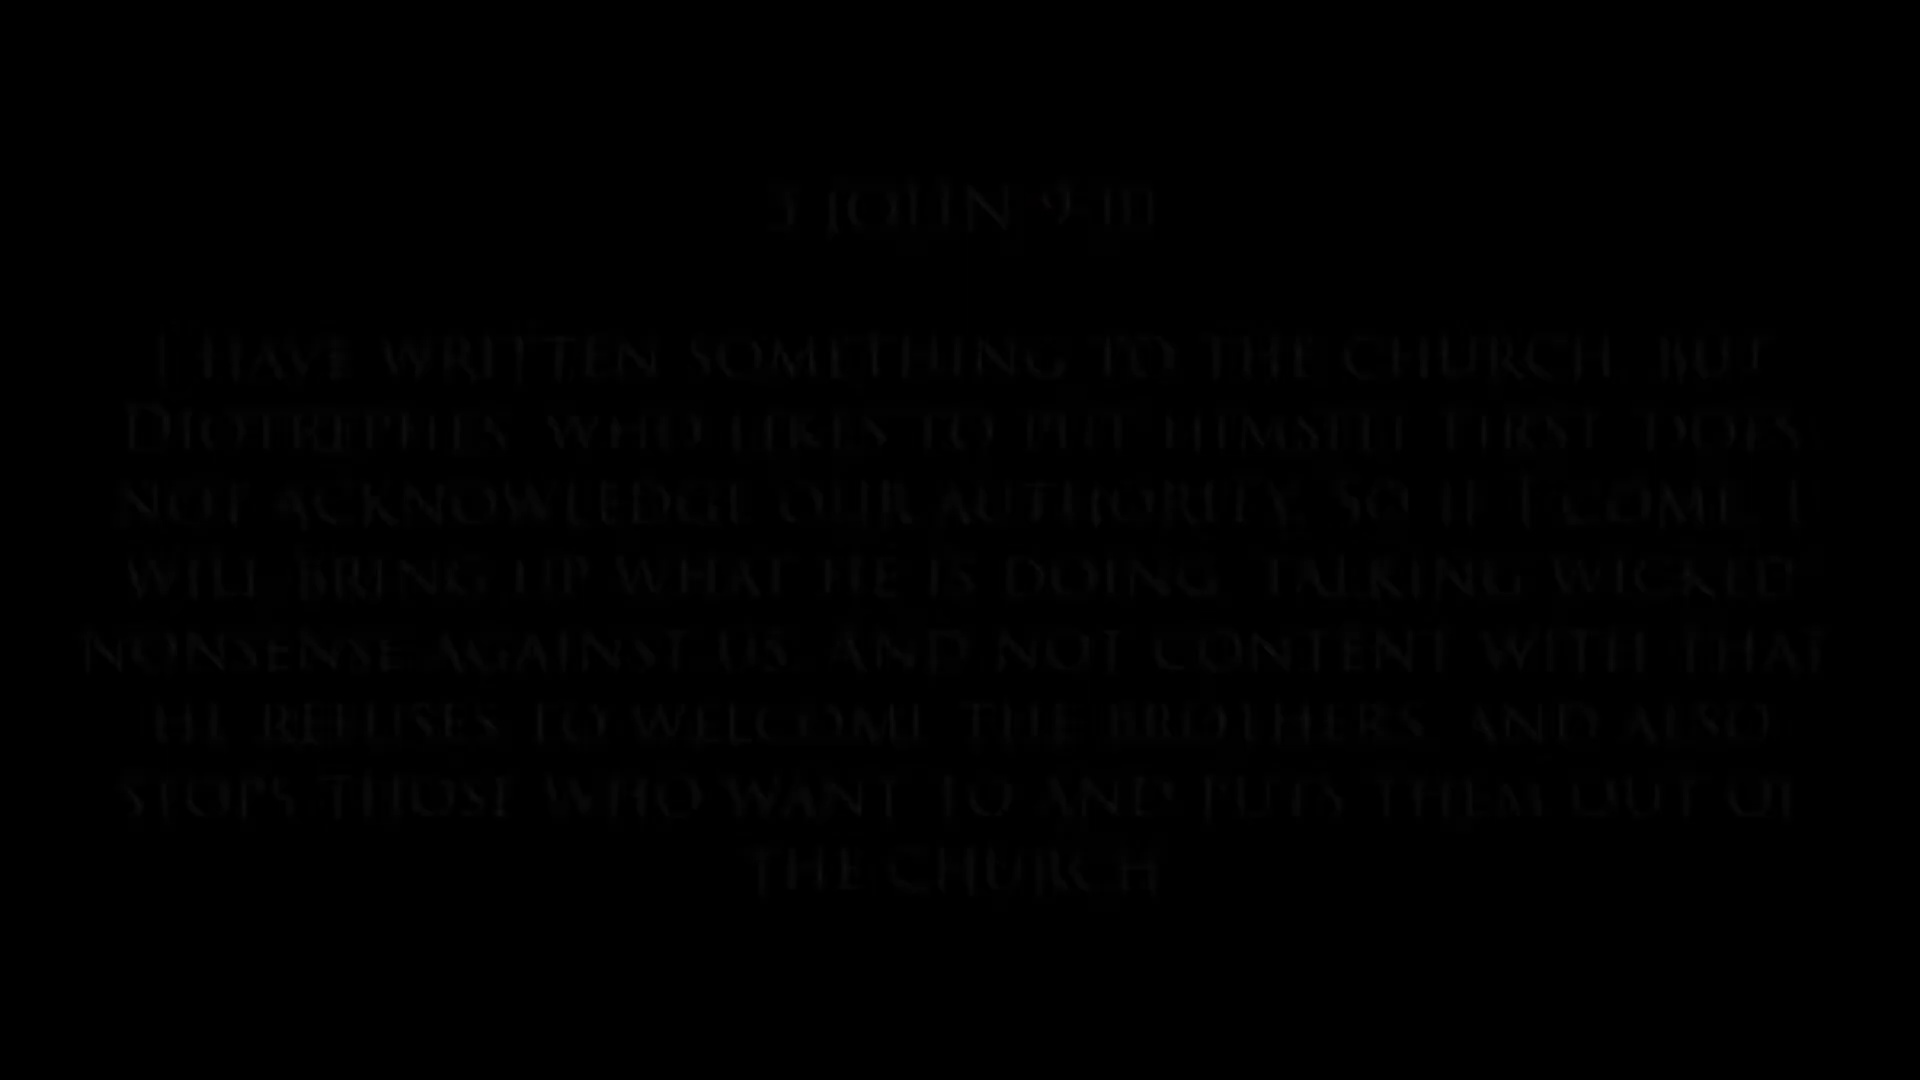 3 John 9-10
I have written something to the church, but
Diotrephes, who likes to put himself first, does
not acknowledge our authority. So if I come, I
will bring up what he is doing, talking wicked
nonsense against us. And not content with that,
he refuses to welcome the brothers, and also
stops those who want to and puts them out of
the church.